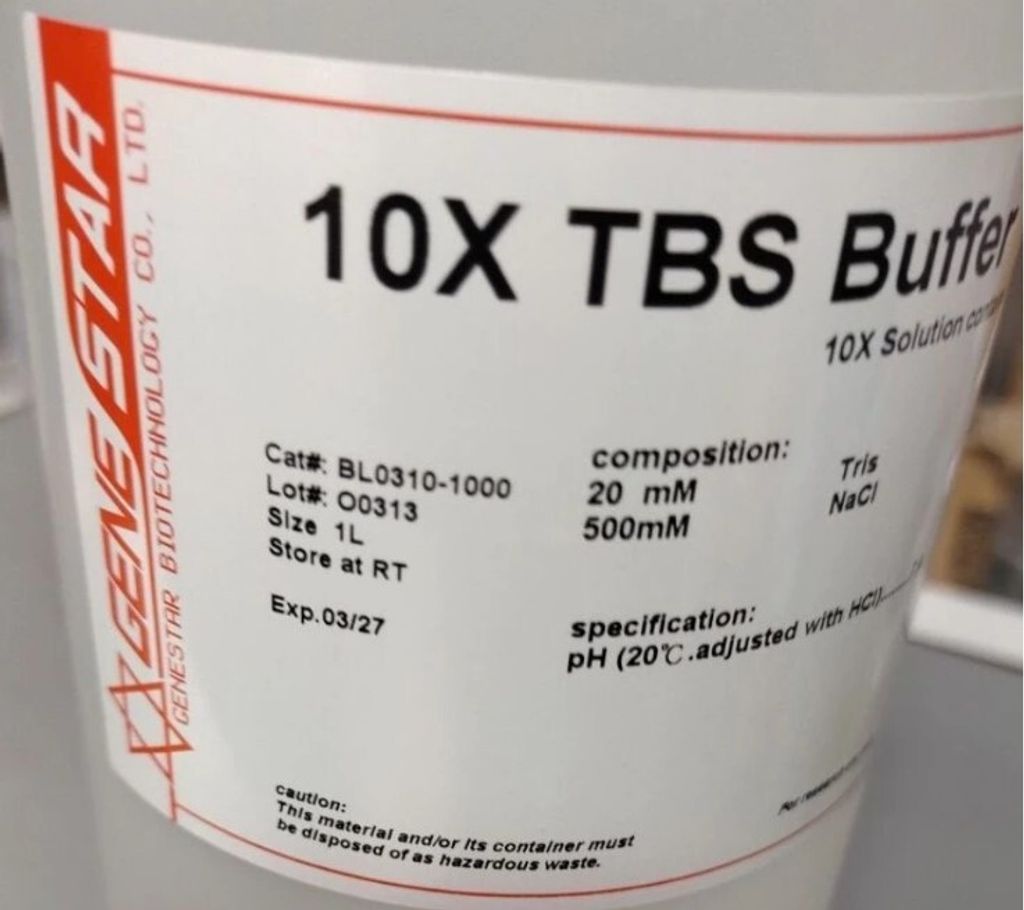 GENESTAR
GENESTAR BIOTECHNOLOGY CO., LTD.
10X TBS Buffer
10X Solution
Cat#: BL0310-1000
Lot#: O0313
Size 1L
Store at RT
Exp.03/27
composition:
20 mM Tris
500mM NaCl
specification:
pH (20℃.adjusted with HCl)......
caution:
This material and/or its container must
be disposed of as hazardous waste.
For